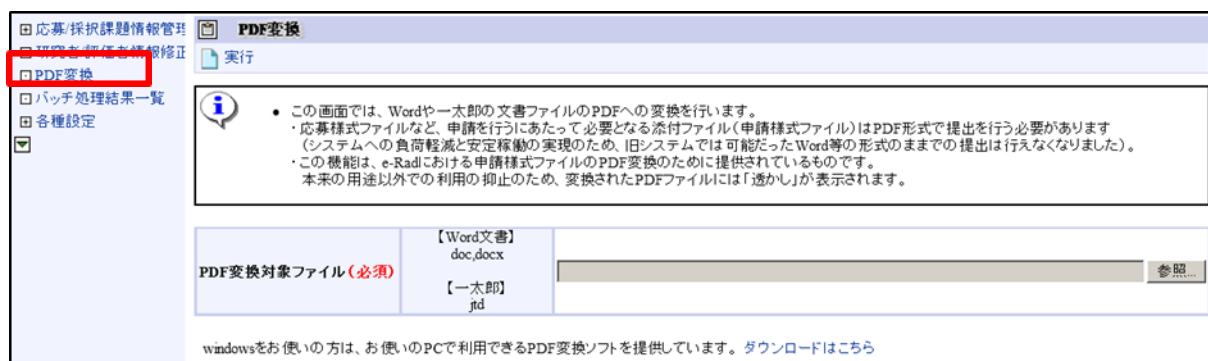 応募/採択課題情報管理
研究者/評価者情報修正
PDF変換
バッチ処理結果一覧
各種設定
PDF変換
実行
● この画面では、Wordや一太郎の文書ファイルのPDFへの変換を行います。
・応募様式ファイルなど、申請を行うにあたって必要となる添付ファイル(申請様式ファイル)はPDF形式で提出を行う必要があります
(システムへの負荷軽減と安定稼働の実現のため、旧システムでは可能だったWord等の形式のままでの提出は行えなくなりました)。
・この機能は、e-Radにおける申請様式ファイルのPDF変換のために提供されているものです。
本来の用途以外での利用の抑止のため、変換されたPDFファイルには「透かし」が表示されます。
PDF変換対象ファイル(必須)
【Word文書】
doc,docx
【一太郎】
jtd
参照...
windowsをお使いの方は、お使いのPCで利用できるPDF変換ソフトを提供しています。ダウンロードはこちら